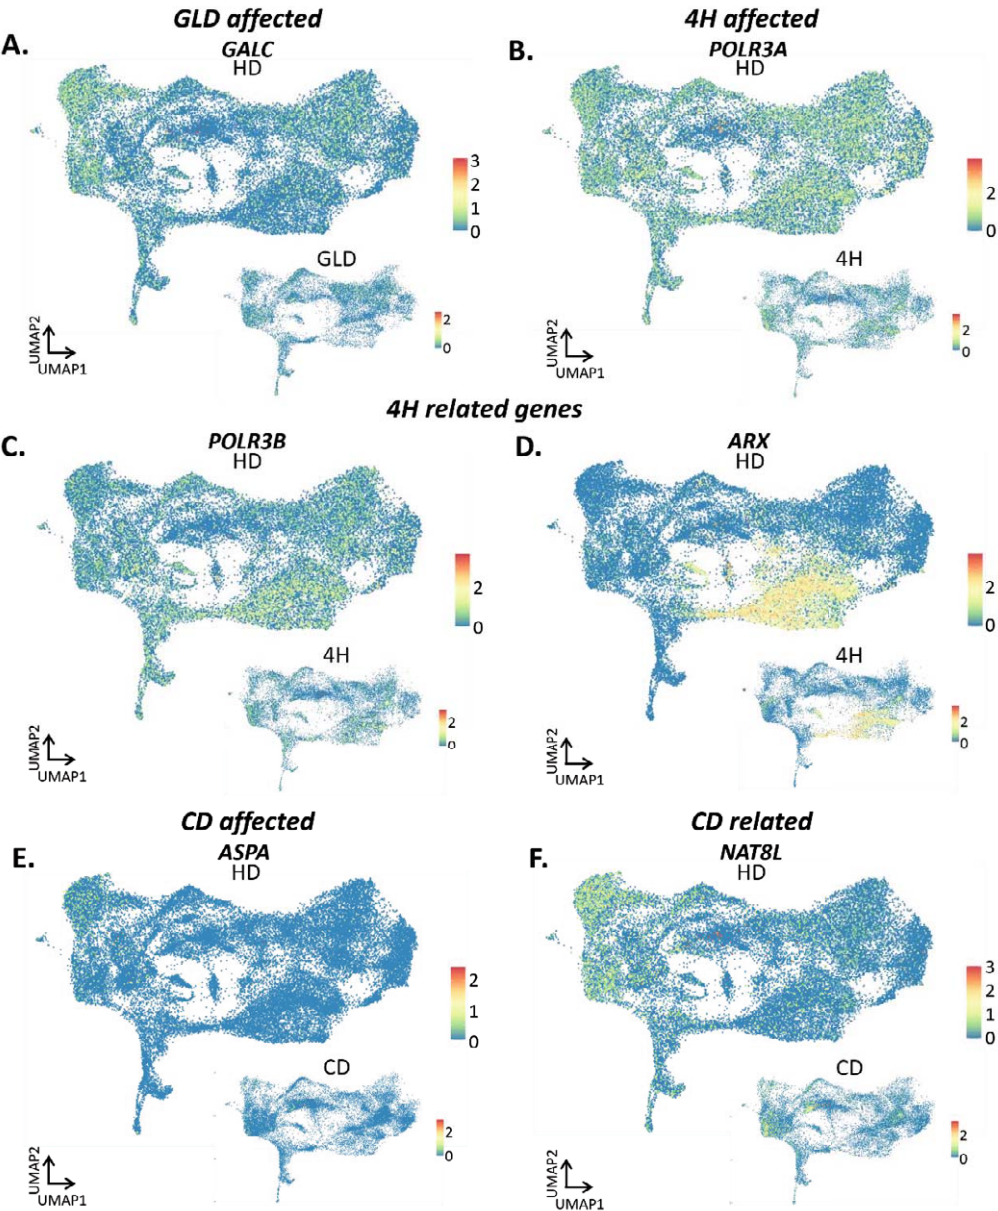 GLD affected
A.
GALC
HD
3
2
1
0
GLD
2
0
UMAP2
UMAP1
4H affected
B.
POLR3A
HD
2
0
4H
2
0
UMAP2
UMAP1
4H related genes
C.
POLR3B
HD
2
0
4H
2
0
UMAP2
UMAP1
D.
ARX
HD
2
0
4H
2
0
UMAP2
UMAP1
CD affected
E.
ASPA
HD
2
1
0
CD
2
0
UMAP2
UMAP1
CD related
F.
NAT8L
HD
3
2
1
0
CD
2
0
UMAP2
UMAP1